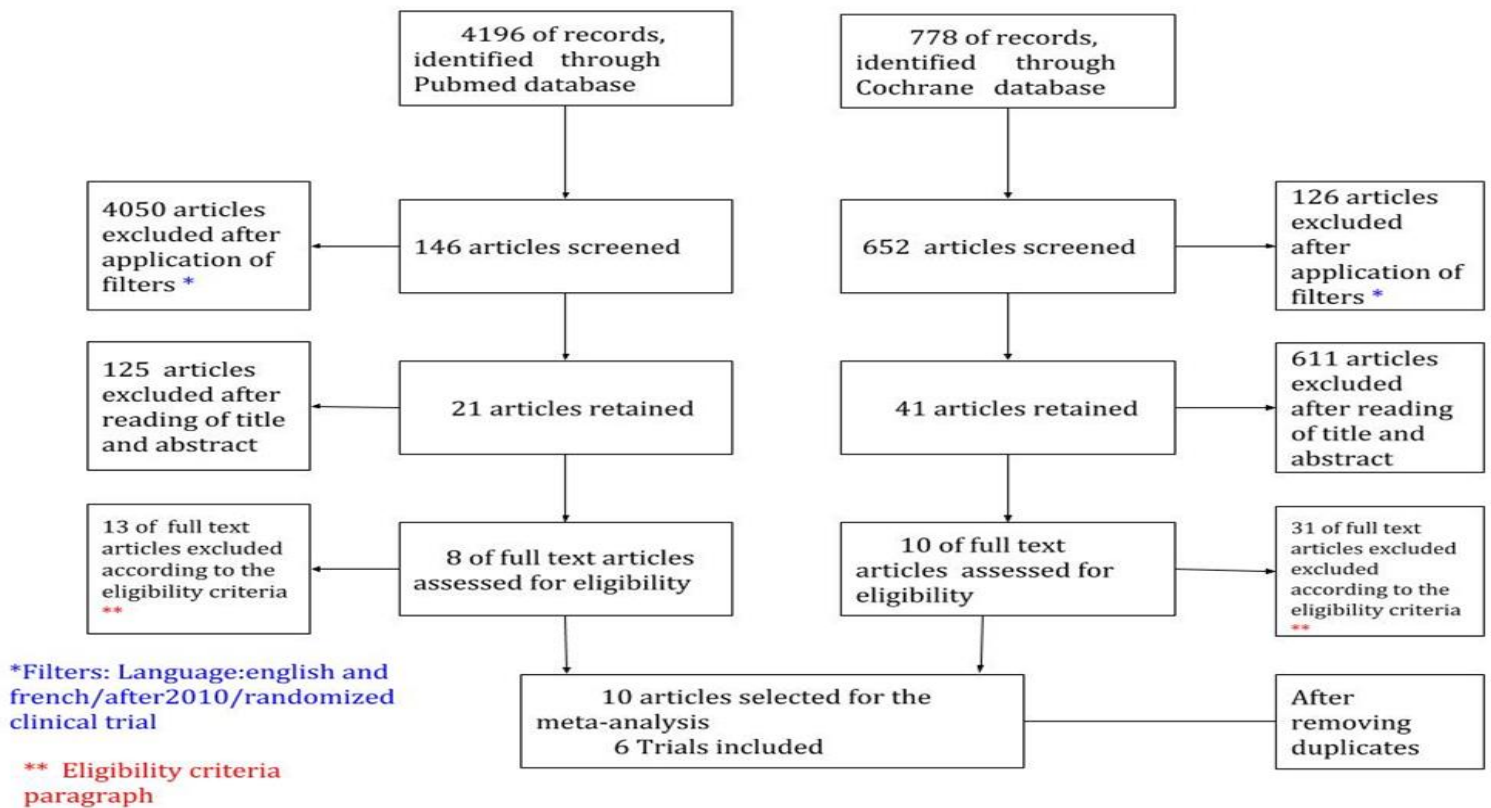 4196 of records,
identified through
Pubmed database
778 of records,
identified through
Cochrane database
4050 articles
excluded after
application of
filters *
146 articles screened
652 articles screened
126 articles
excluded
after
application of
filters *
125 articles
excluded after
reading of title
and abstract
21 articles retained
41 articles retained
611 articles
excluded
after reading
of title and
abstract
13 of full text
articles excluded
according to the
eligibility criteria
**
8 of full text articles
assessed for eligibility
10 of full text
articles assessed for
eligibility
31 of full text
articles excluded
excluded
according to the
eligibility criteria
**
*Filters: Language:english and
french/after2010/randomized
clinical trial
10 articles selected for the
meta-analysis
6 Trials included
After
removing
duplicates
** Eligibility criteria
paragraph